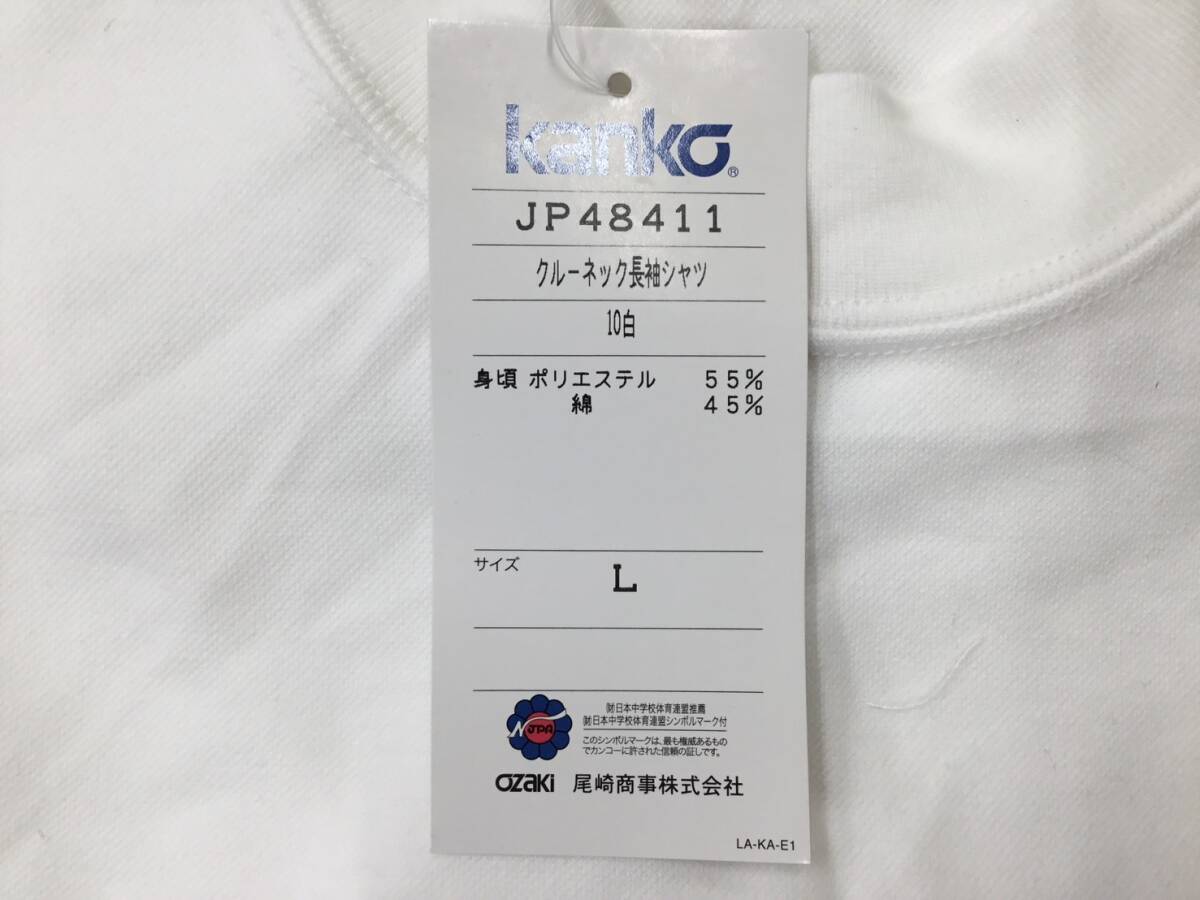 kanko®
JP48411
クルーネック長袖シャツ
10白
身頃 ポリエステル 55%
綿 45%
サイズ L
N JPA
㈶日本中学校体育連盟推薦
㈶日本中学校体育連盟シンボルマーク付
このシンボルマークは、最も権威あるもの
でカンコーに許された信頼の証しです。
OZAKI 尾崎商事株式会社
LA-KA-E1